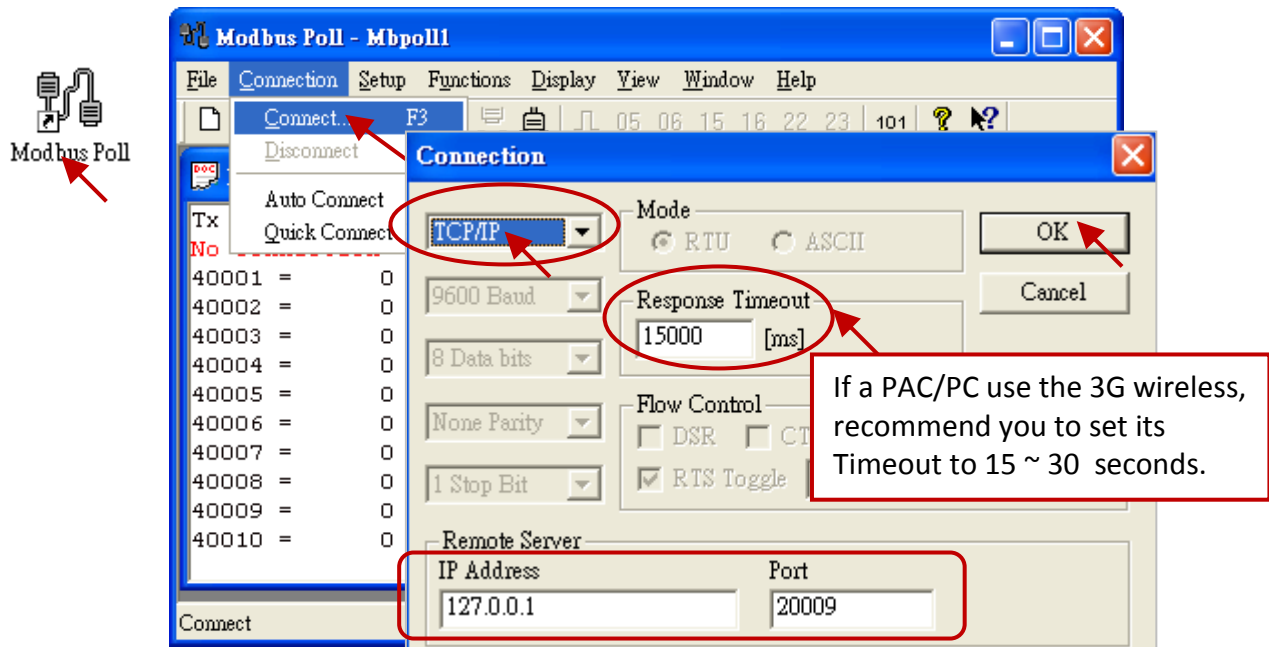 Modbus Poll
Modbus Poll - Mbpoll1
File Connection Setup Functions Display View Window Help
Connect... F3
05 06 15 16 22 23 101
Disconnect
Auto Connect
Quick Connect
DOC
Tx
No Connection
40001 = 0
40002 = 0
40003 = 0
40004 = 0
40005 = 0
40006 = 0
40007 = 0
40008 = 0
40009 = 0
40010 = 0
Connect
Connection
TCP/IP
9600 Baud
8 Data bits
None Parity
1 Stop Bit
Mode
RTU ASCII
Response Timeout
15000 [ms]
Flow Control
DSR
RTS Toggle
OK
Cancel
If a PAC/PC use the 3G wireless,
recommend you to set its
Timeout to 15 ~ 30 seconds.
Remote Server
IP Address Port
127.0.0.1 20009